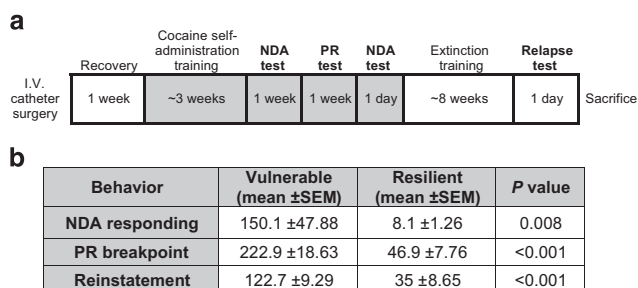 a
Cocaine self-
administration
training
NDA
test
PR
test
NDA
test
Extinction
training
Relapse
test
Recovery
I.V.
catheter
surgery
1 week
~3 weeks
1 week
1 week
1 day
~8 weeks
1 day
Sacrifice
b
Behavior Vulnerable (mean ±SEM) Resilient (mean ±SEM) P value
NDA responding 150.1 ±47.88 8.1 ±1.26 0.008
PR breakpoint 222.9 ±18.63 46.9 ±7.76 <0.001
Reinstatement 122.7 ±9.29 35 ±8.65 <0.001